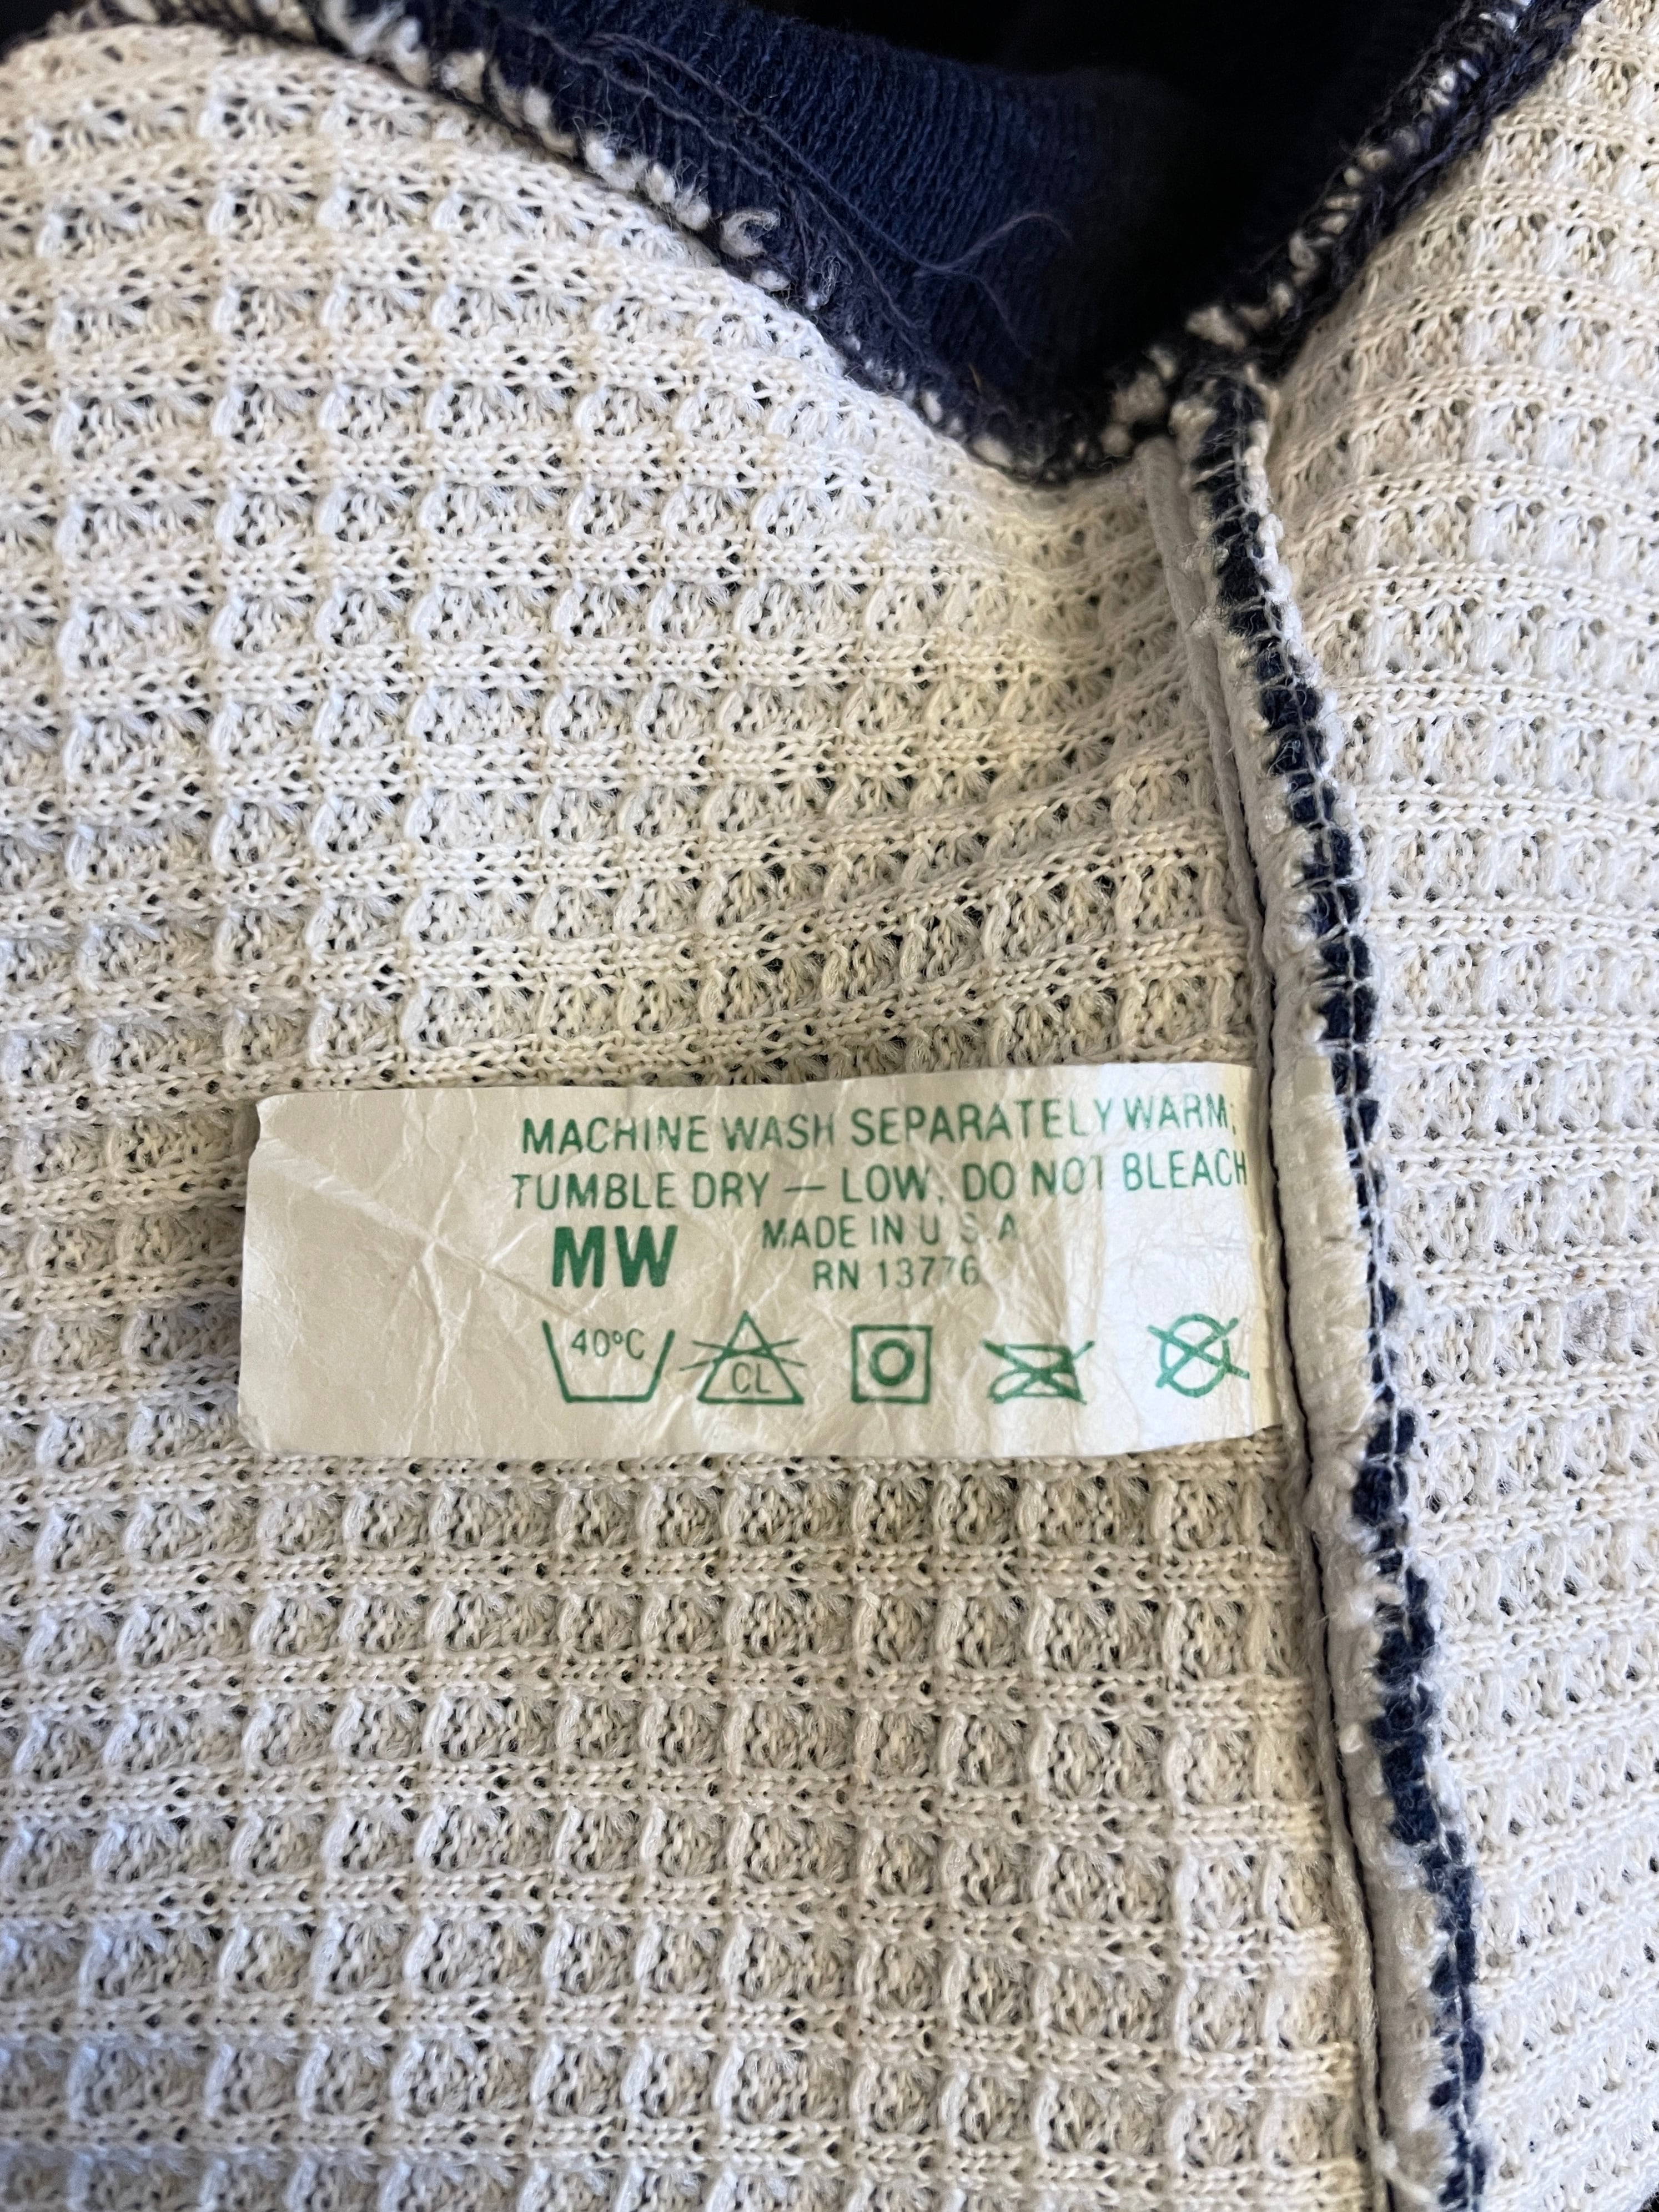 MACHINE WASH SEPARATELY WARM;
TUMBLE DRY — LOW, DO NOT BLEACH
MW MADE IN U.S.A
RN 13776
40°C CL